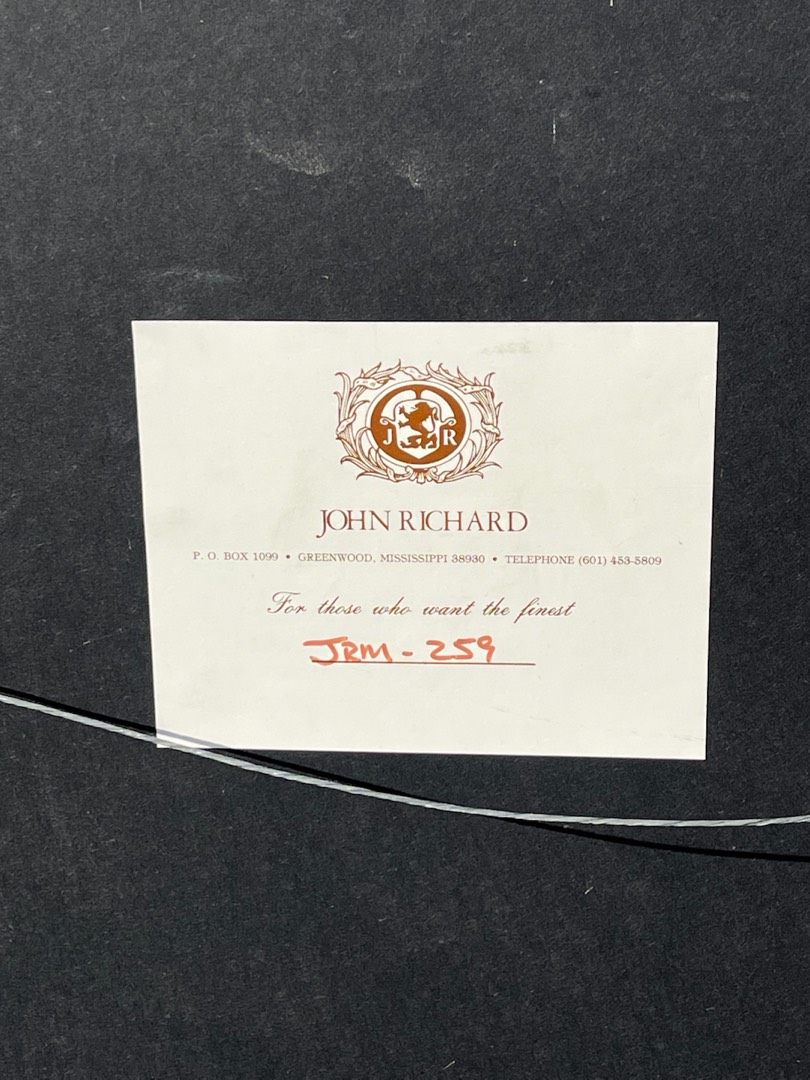 J R
JOHN RICHARD
P. O. BOX 1099 • GREENWOOD, MISSISSIPPI 38930 • TELEPHONE (601) 453-5809
For those who want the finest
JRM - 259